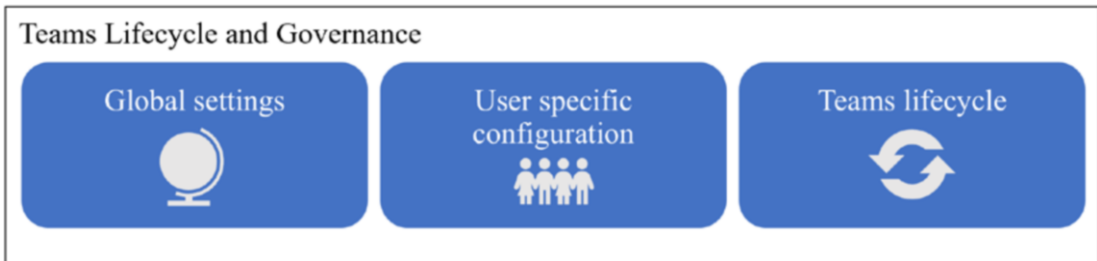 Teams Lifecycle and Governance
Global settings
User specific
configuration
Teams lifecycle